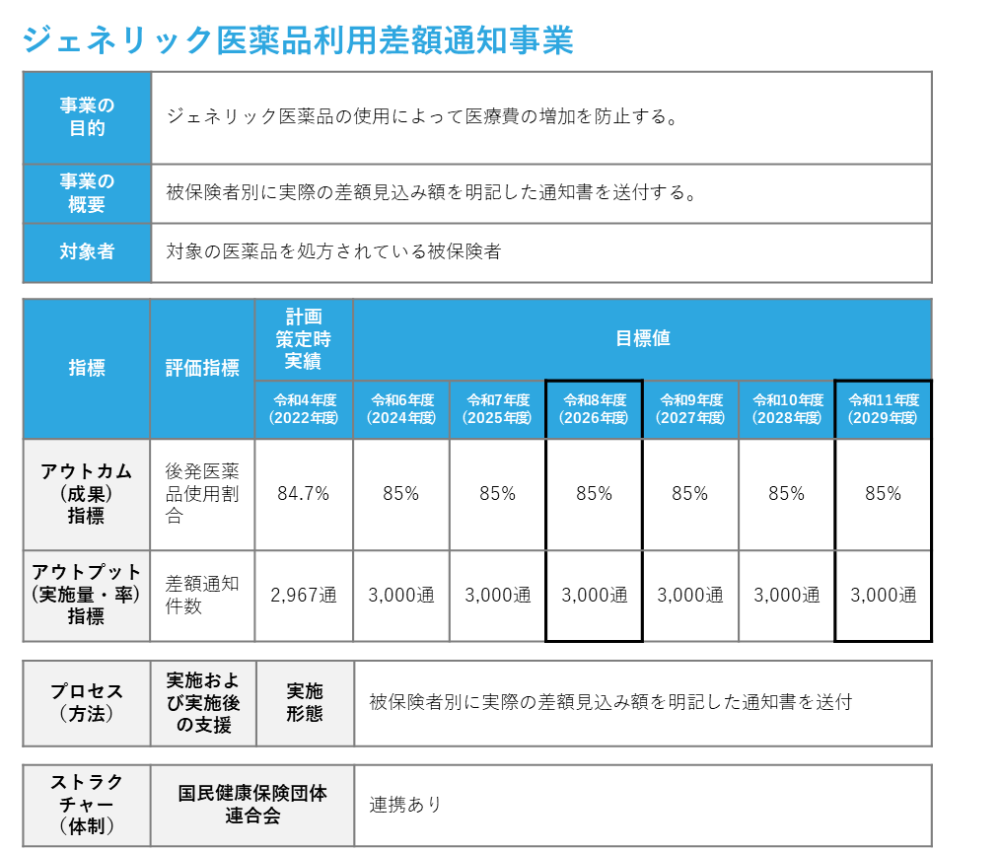 ジェネリック医薬品利用差額通知事業
事業の
目的
ジェネリック医薬品の使用によって医療費の増加を防止する。
事業の
概要
被保険者別に実際の差額見込み額を明記した通知書を送付する。
対象者
対象の医薬品を処方されている被保険者
指標
評価指標
計画
策定時
実績
目標値
令和4年度
(2022年度)
令和6年度
(2024年度)
令和7年度
(2025年度)
令和8年度
(2026年度)
令和9年度
(2027年度)
令和10年度
(2028年度)
令和11年度
(2029年度)
アウトカム
(成果)
指標
後発医薬
品使用割
合
84.7%
85%
85%
85%
85%
85%
85%
アウトプット
(実施量・率)
指標
差額通知
件数
2,967通
3,000通
3,000通
3,000通
3,000通
3,000通
3,000通
プロセス
(方法)
実施およ
び実施後
の支援
実施
形態
被保険者別に実際の差額見込み額を明記した通知書を送付
ストラク
チャー
(体制)
国民健康保険団体
連合会
連携あり